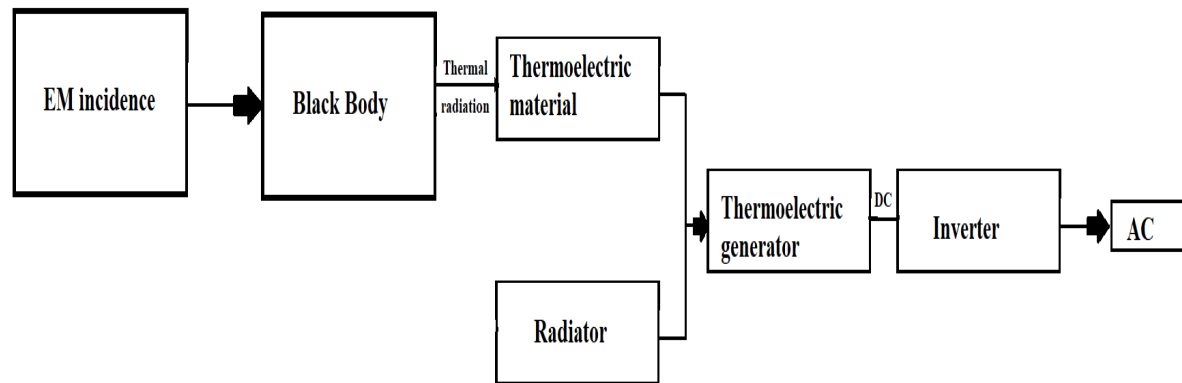 EM incidence
Black Body
Thermal
radiation
Thermoelectric
material
Radiator
Thermoelectric
generator
DC
Inverter
AC